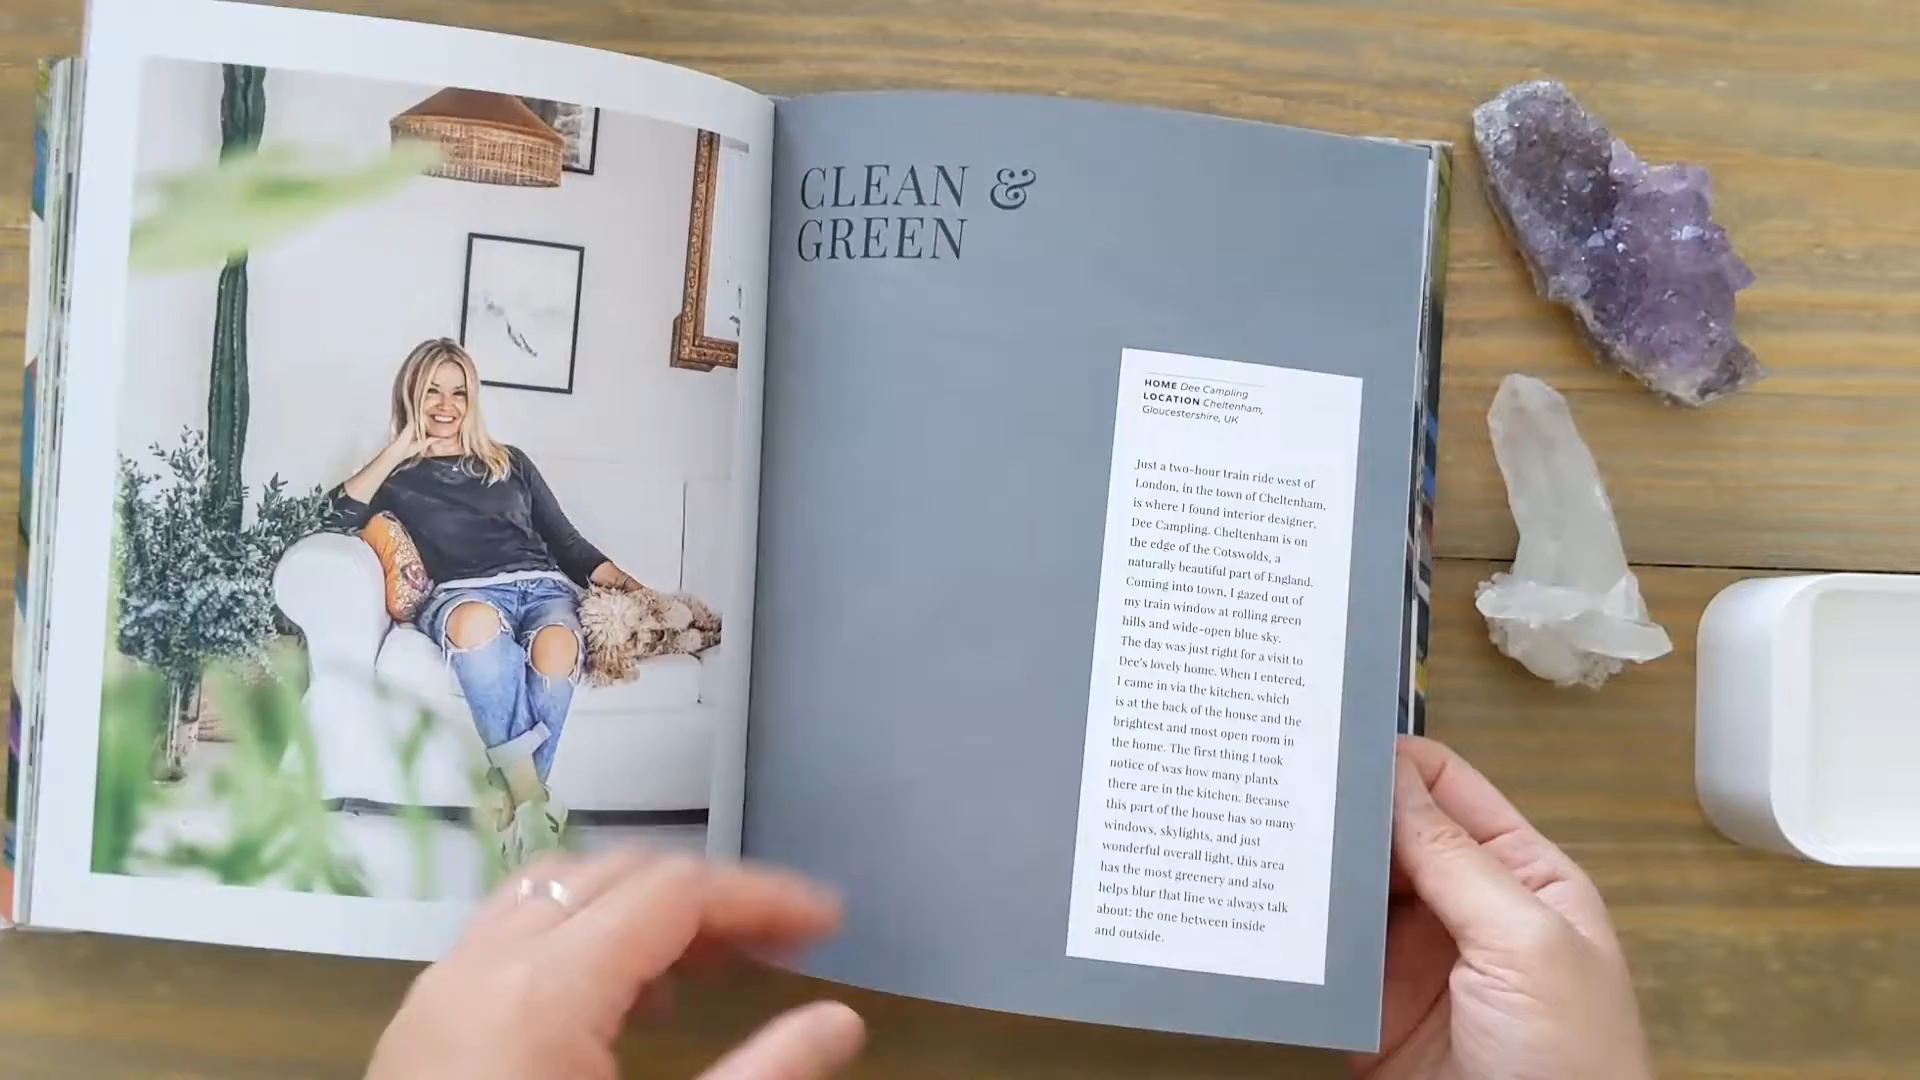 CLEAN &
GREEN
HOME Dee Campling
LOCATION Cheltenham,
Gloucestershire, UK
Just a two-hour train ride west of
London, in the town of Cheltenham,
is where I found interior designer,
Dee Campling. Cheltenham is on
the edge of the Cotswolds, a
naturally beautiful part of England.
Coming into town, I gazed out of
my train window at rolling green
hills and wide-open blue sky.
The day was just right for a visit to
Dee's lovely home. When I entered,
I came in via the kitchen, which
is at the back of the house and the
brightest and most open room in
the home. The first thing I took
notice of was how many plants
there are in the kitchen. Because
this part of the house has so many
windows, skylights, and just
wonderful overall light, this area
has the most greenery and also
helps blur that line we always talk
about: the one between inside
and outside.